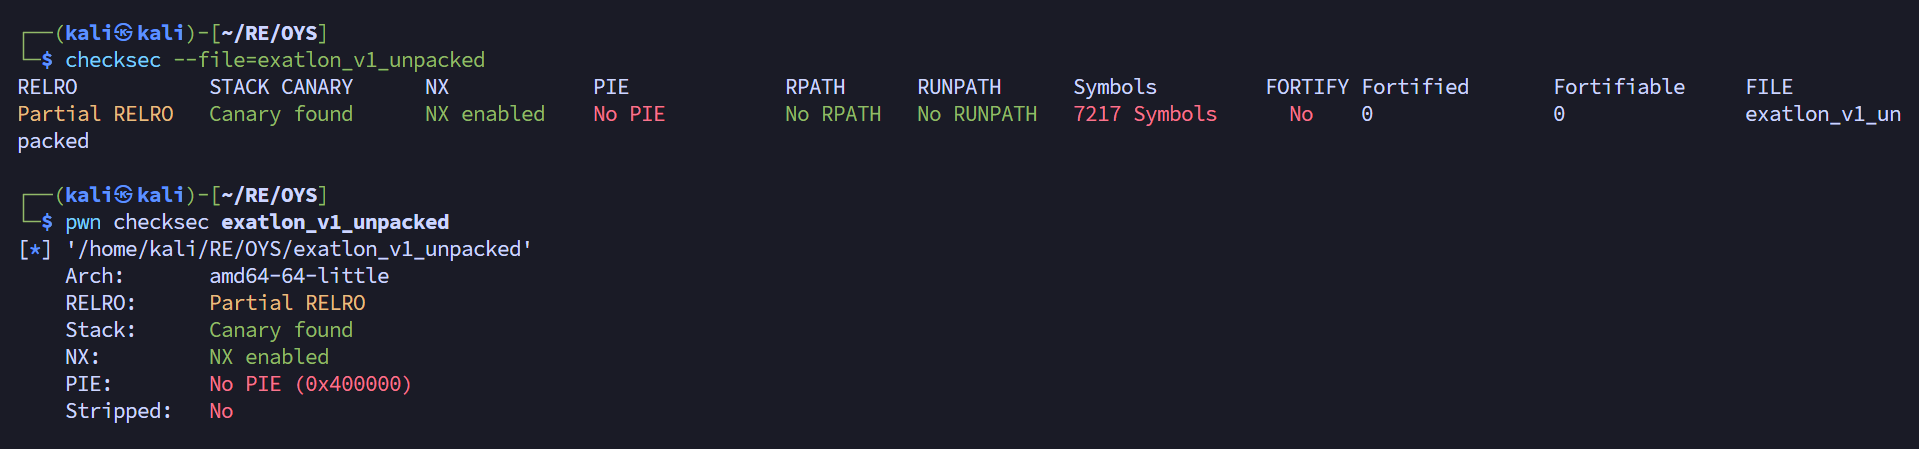 ┌──(kali㉿kali)-[~/RE/OYS]
└─$ checksec --file=exatlon_v1_unpacked
RELRO           STACK CANARY      NX            PIE             RPATH      RUNPATH      Symbols         FORTIFY Fortified       Fortifiable     FILE
Partial RELRO   Canary found      NX enabled    No PIE          No RPATH   No RUNPATH   7217 Symbols      No    0               0               exatlon_v1_un
packed
┌──(kali㉿kali)-[~/RE/OYS]
└─$ pwn checksec exatlon_v1_unpacked
[*] '/home/kali/RE/OYS/exatlon_v1_unpacked'
    Arch:       amd64-64-little
    RELRO:      Partial RELRO
    Stack:      Canary found
    NX:         NX enabled
    PIE:        No PIE (0x400000)
    Stripped:   No